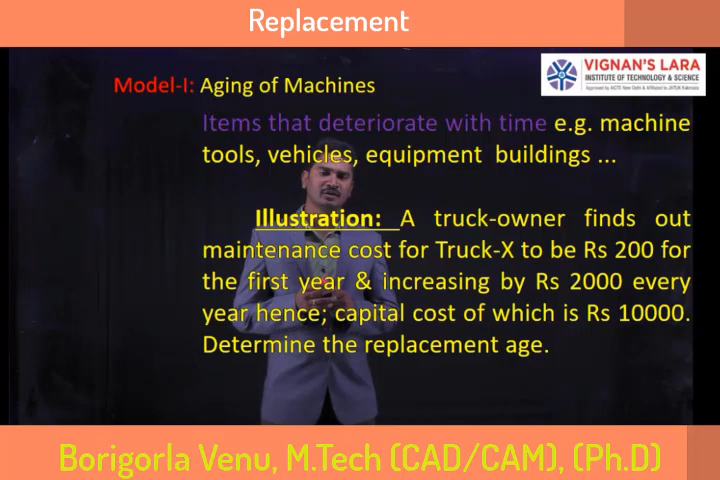 Replacement
VIGNAN'S LARA
INSTITUTE OF TECHNOLOGY & SCIENCE
Model-I: Aging of Machines
Items that deteriorate with time e.g. machine
tools, vehicles, equipment buildings ...
Illustration: A truck-owner finds out
maintenance cost for Truck-X to be Rs 200 for
the first year & increasing by Rs 2000 every
year hence; capital cost of which is Rs 10000.
Determine the replacement age.
Borigorla Venu, M.Tech (CAD/CAM), (Ph.D)